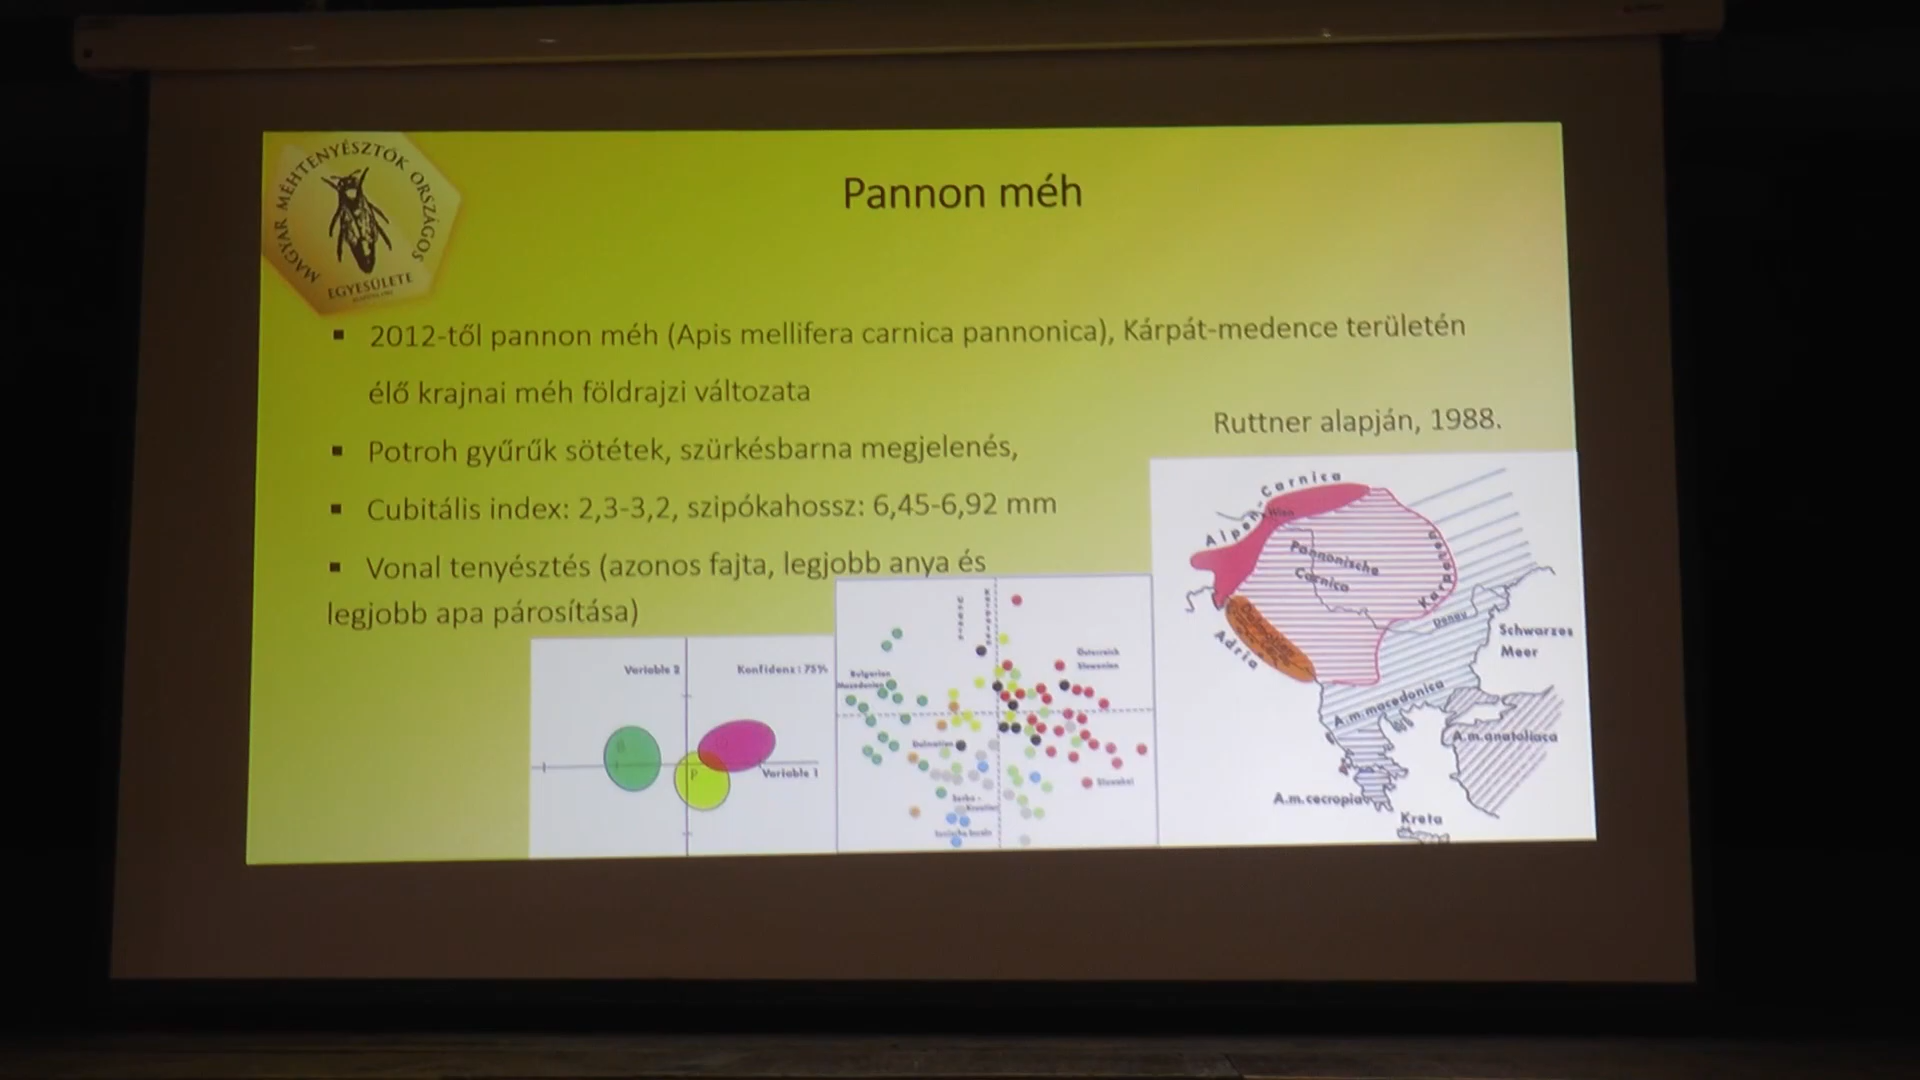 MAGYAR MÉHTENYÉSZTŐK ORSZÁGOS
EGYESÜLETE
Pannon méh
▪ 2012-től pannon méh (Apis mellifera carnica pannonica), Kárpát-medence területén
élő krajnai méh földrajzi változata
▪ Potroh gyűrűk sötétek, szürkésbarna megjelenés,
▪ Cubitális index: 2,3-3,2, szipókahossz: 6,45-6,92 mm
▪ Vonal tenyésztés (azonos fajta, legjobb anya és
legjobb apa párosítása)
Ruttner alapján, 1988.
Variable 2
Konfidenz: 75%
P
Variable 1
Bulgarien
Mazedonien
Österreich
Slowenien
Dalmatien
Slowakei
Serbo-
Kroatien
Alpen-Carnica
Wien
Pannonische
Carnica
Karpaten
Donau
Adria
Schwarzes
Meer
A.m.macedonica
A.m.anatoliaca
A.m.cecropia
Kreta